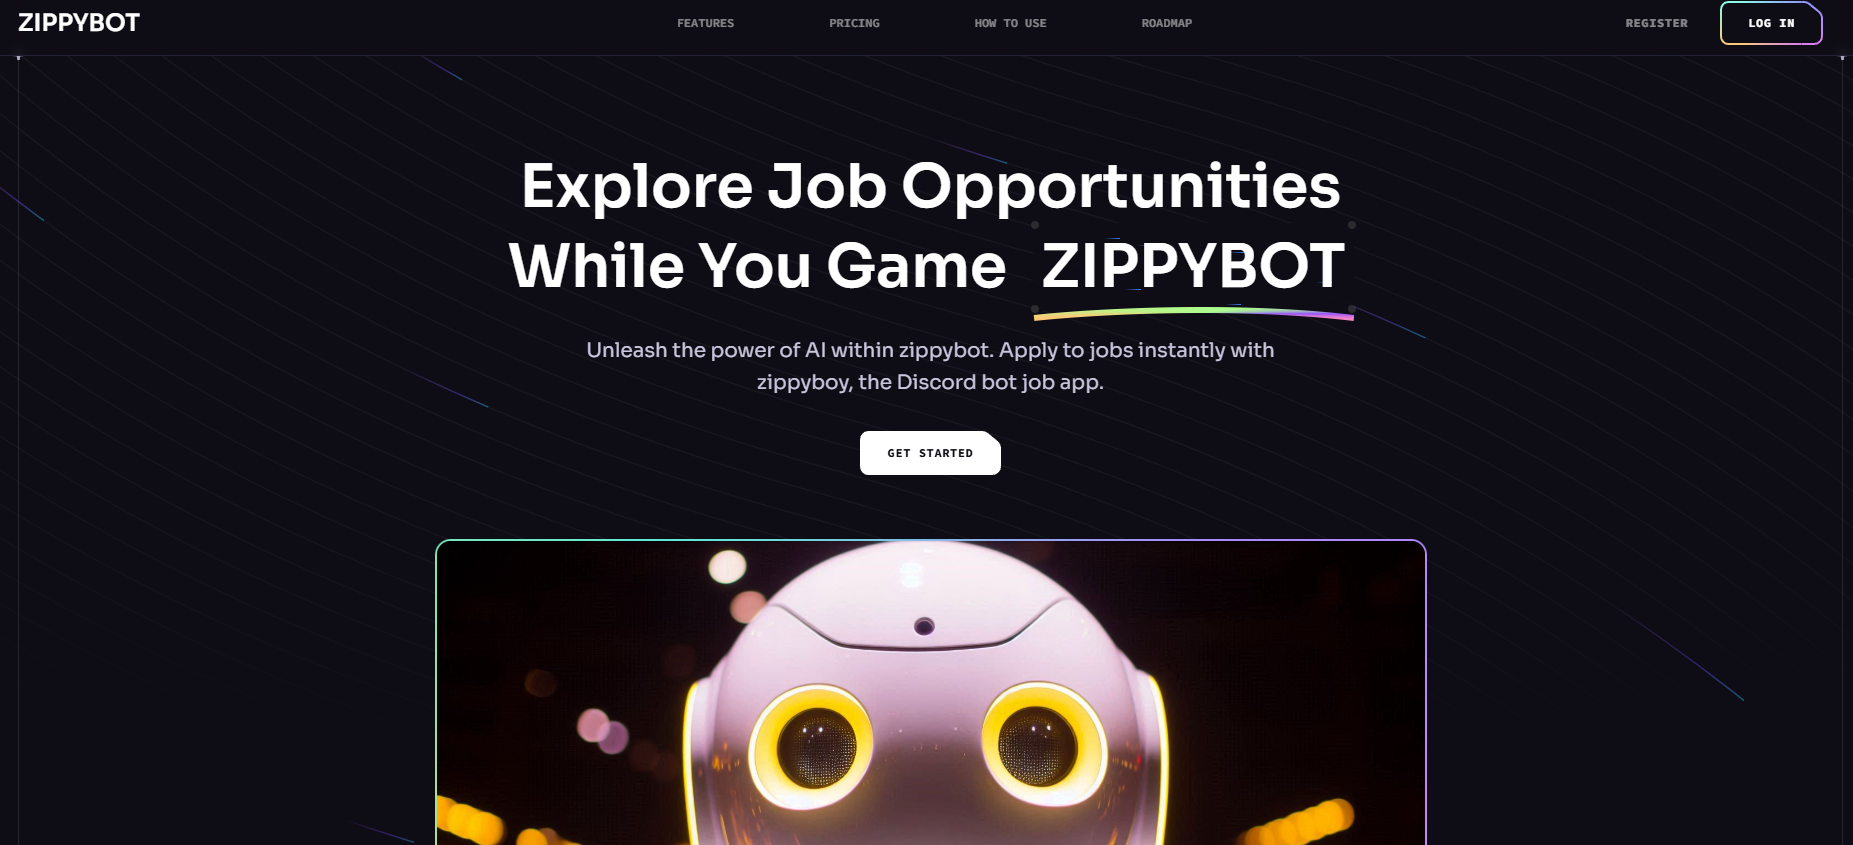 ZIPPYBOT
FEATURES
PRICING
HOW TO USE
ROADMAP
REGISTER
LOG IN
Explore Job Opportunities
While You Game ZIPPYBOT
Unleash the power of AI within zippybot. Apply to jobs instantly with
zippyboy, the Discord bot job app.
GET STARTED